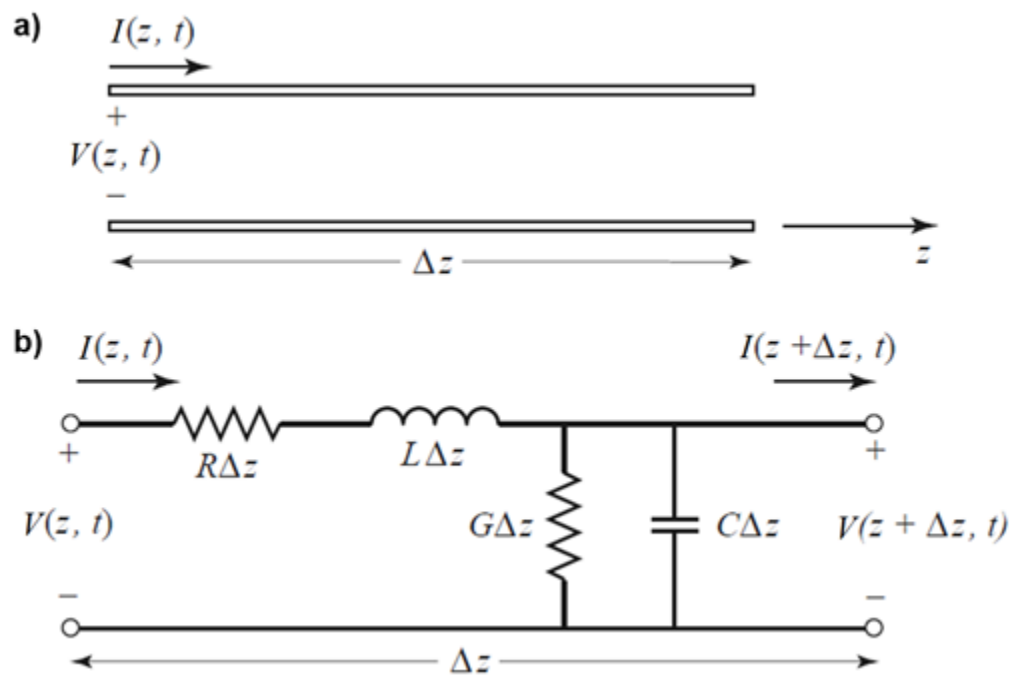 a)
I(z, t)
+
V(z, t)
−
Δz
z
b)
I(z, t)
I(z +Δz, t)
+
RΔz
LΔz
+
V(z, t)
GΔz
CΔz
V(z + Δz, t)
−
−
Δz